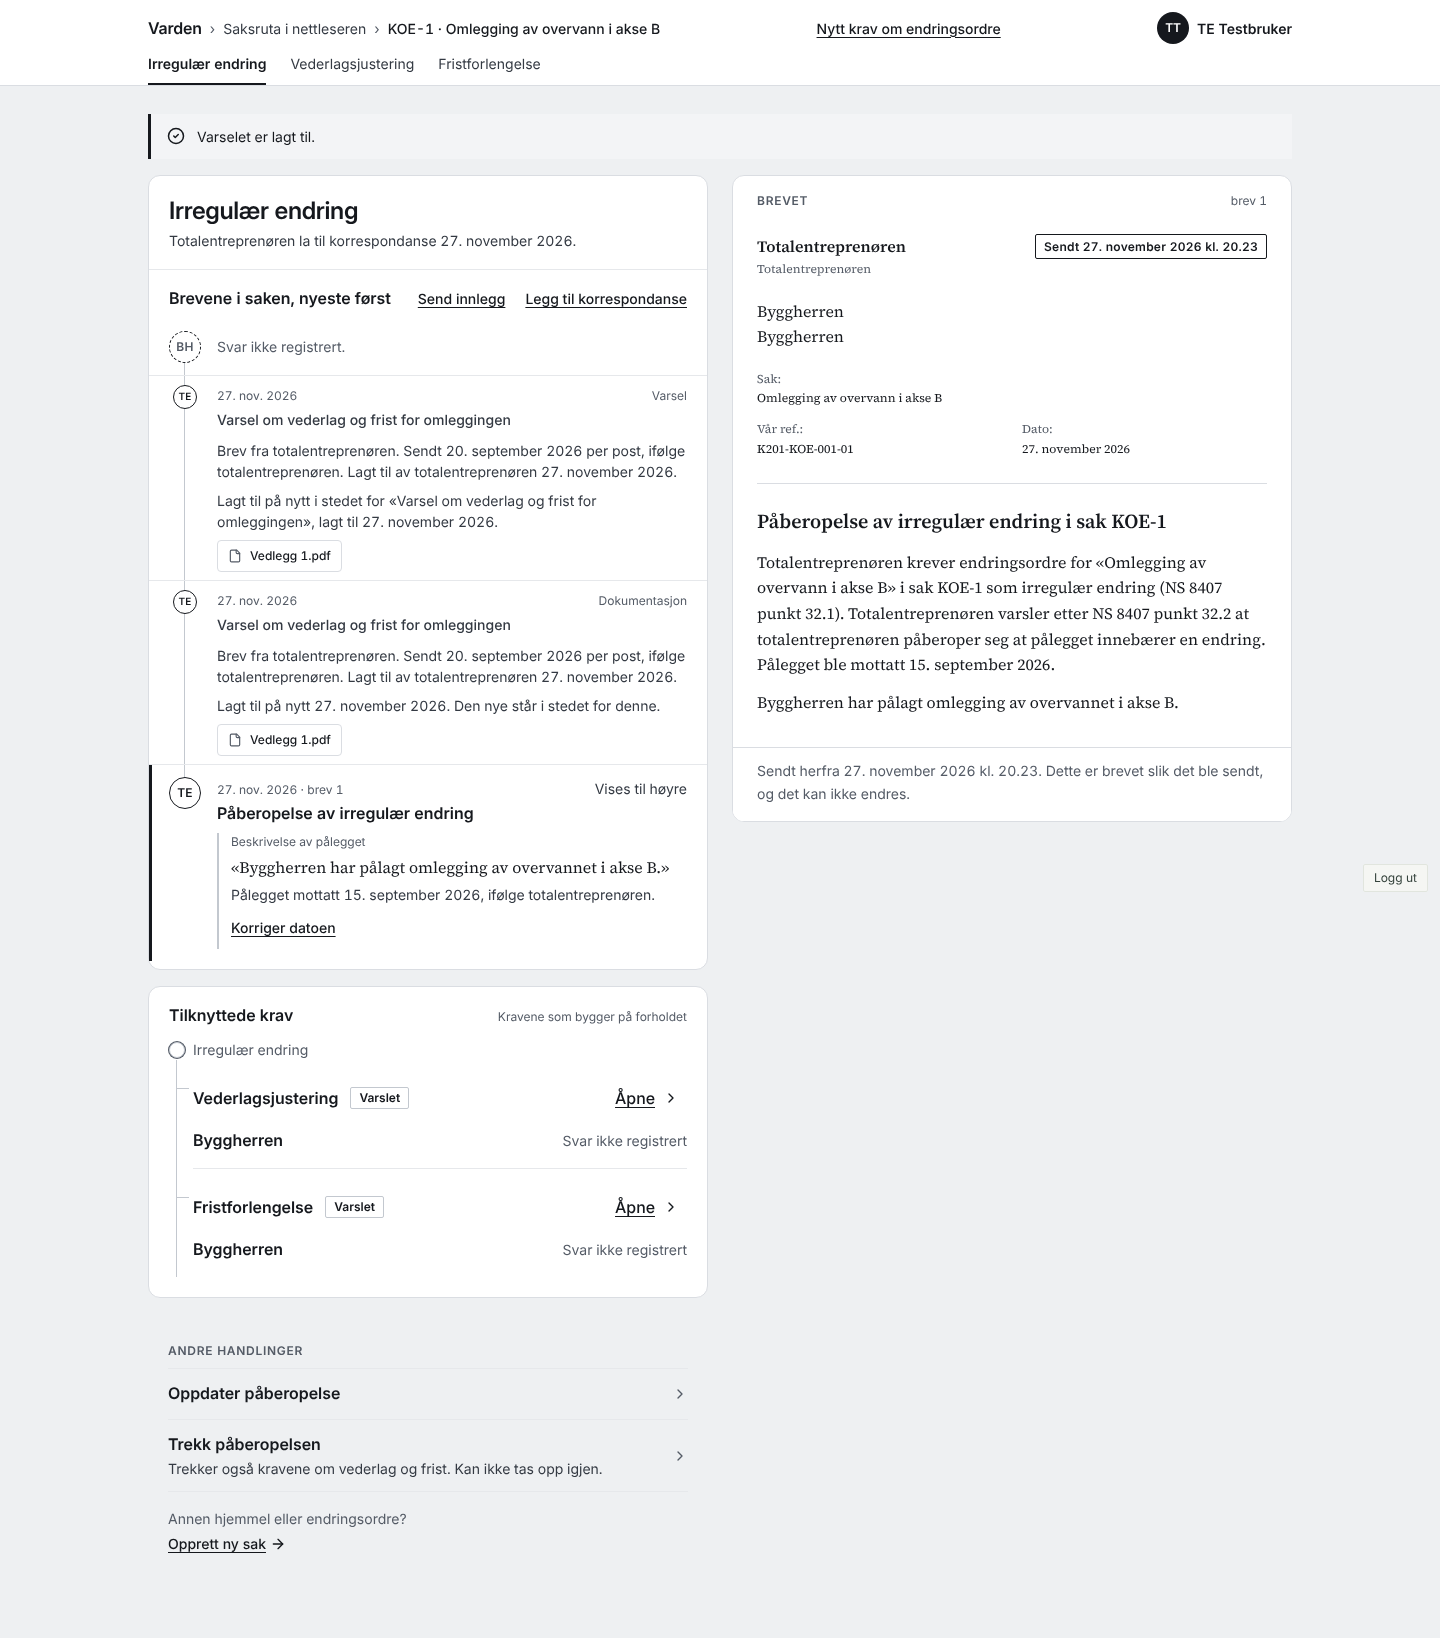 Varden › Saksruta i nettleseren › KOE-1 · Omlegging av overvann i akse B
Nytt krav om endringsordre
TT TE Testbruker
Irregulær endring Vederlagsjustering Fristforlengelse
Varselet er lagt til.
Irregulær endring
Totalentreprenøren la til korrespondanse 27. november 2026.
Brevene i saken, nyeste først Send innlegg Legg til korrespondanse
BH Svar ikke registrert.
TE 27. nov. 2026 Varsel
Varsel om vederlag og frist for omleggingen
Brev fra totalentreprenøren. Sendt 20. september 2026 per post, ifølge
totalentreprenøren. Lagt til av totalentreprenøren 27. november 2026.
Lagt til på nytt i stedet for «Varsel om vederlag og frist for
omleggingen», lagt til 27. november 2026.
Vedlegg 1.pdf
TE 27. nov. 2026 Dokumentasjon
Varsel om vederlag og frist for omleggingen
Brev fra totalentreprenøren. Sendt 20. september 2026 per post, ifølge
totalentreprenøren. Lagt til av totalentreprenøren 27. november 2026.
Lagt til på nytt 27. november 2026. Den nye står i stedet for denne.
Vedlegg 1.pdf
TE 27. nov. 2026 · brev 1 Vises til høyre
Påberopelse av irregulær endring
Beskrivelse av pålegget
«Byggherren har pålagt omlegging av overvannet i akse B.»
Pålegget mottatt 15. september 2026, ifølge totalentreprenøren.
Korriger datoen
Tilknyttede krav Kravene som bygger på forholdet
Irregulær endring
Vederlagsjustering Varslet Åpne
Byggherren Svar ikke registrert
Fristforlengelse Varslet Åpne
Byggherren Svar ikke registrert
ANDRE HANDLINGER
Oppdater påberopelse
Trekk påberopelsen
Trekker også kravene om vederlag og frist. Kan ikke tas opp igjen.
Annen hjemmel eller endringsordre?
Opprett ny sak
BREVET brev 1
Totalentreprenøren Sendt 27. november 2026 kl. 20.23
Totalentreprenøren
Byggherren
Byggherren
Sak:
Omlegging av overvann i akse B
Vår ref.: Dato:
K201-KOE-001-01 27. november 2026
Påberopelse av irregulær endring i sak KOE-1
Totalentreprenøren krever endringsordre for «Omlegging av
overvann i akse B» i sak KOE-1 som irregulær endring (NS 8407
punkt 32.1). Totalentreprenøren varsler etter NS 8407 punkt 32.2 at
totalentreprenøren påberoper seg at pålegget innebærer en endring.
Pålegget ble mottatt 15. september 2026.
Byggherren har pålagt omlegging av overvannet i akse B.
Sendt herfra 27. november 2026 kl. 20.23. Dette er brevet slik det ble sendt,
og det kan ikke endres.
Logg ut